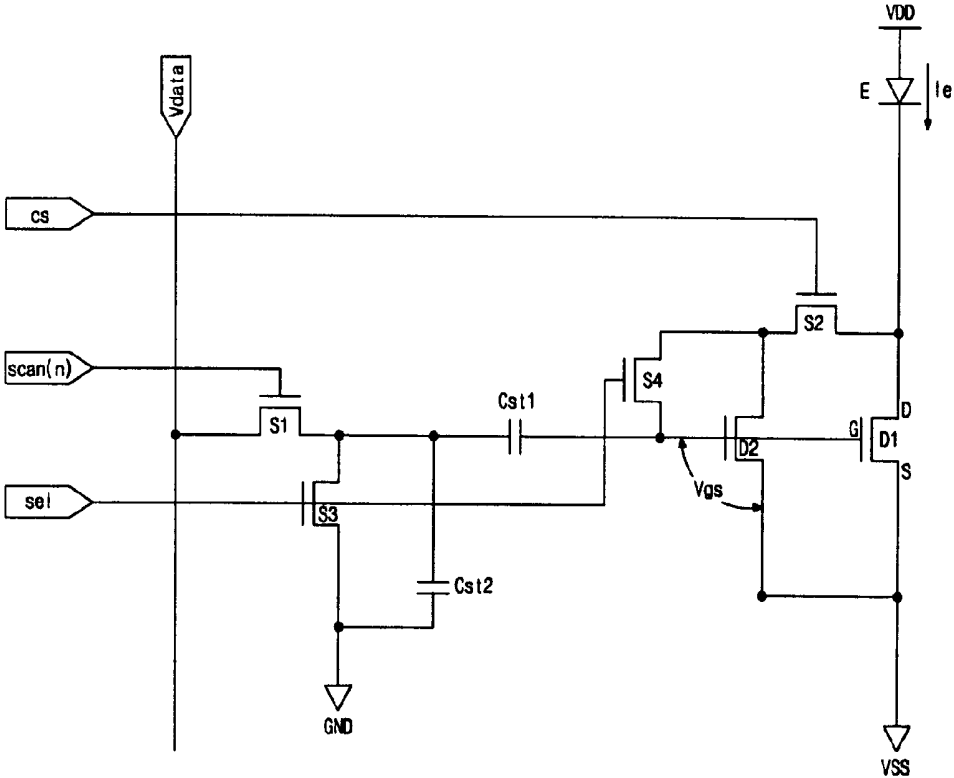 VDD
Vdata
E
Ie
cs
S2
scan(n)
S4
Cst1
S1
D
G
D1
D2
S
sel
S3
Vgs
Cst2
GND
VSS